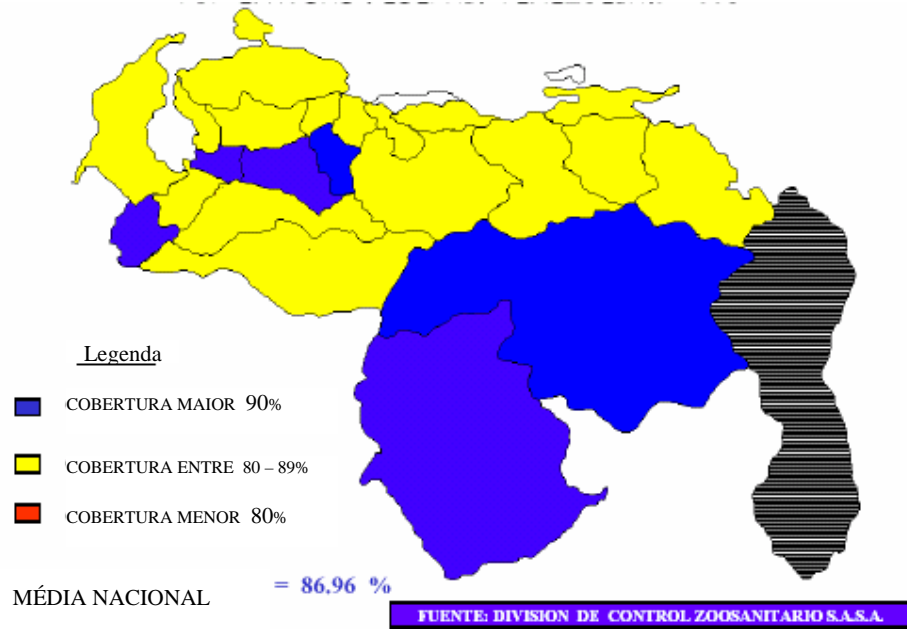 Legenda
COBERTURA MAIOR 90%
COBERTURA ENTRE 80 – 89%
COBERTURA MENOR 80%
MÉDIA NACIONAL = 86.96 %
FUENTE: DIVISION DE CONTROL ZOOSANITARIO S.A.S.A.